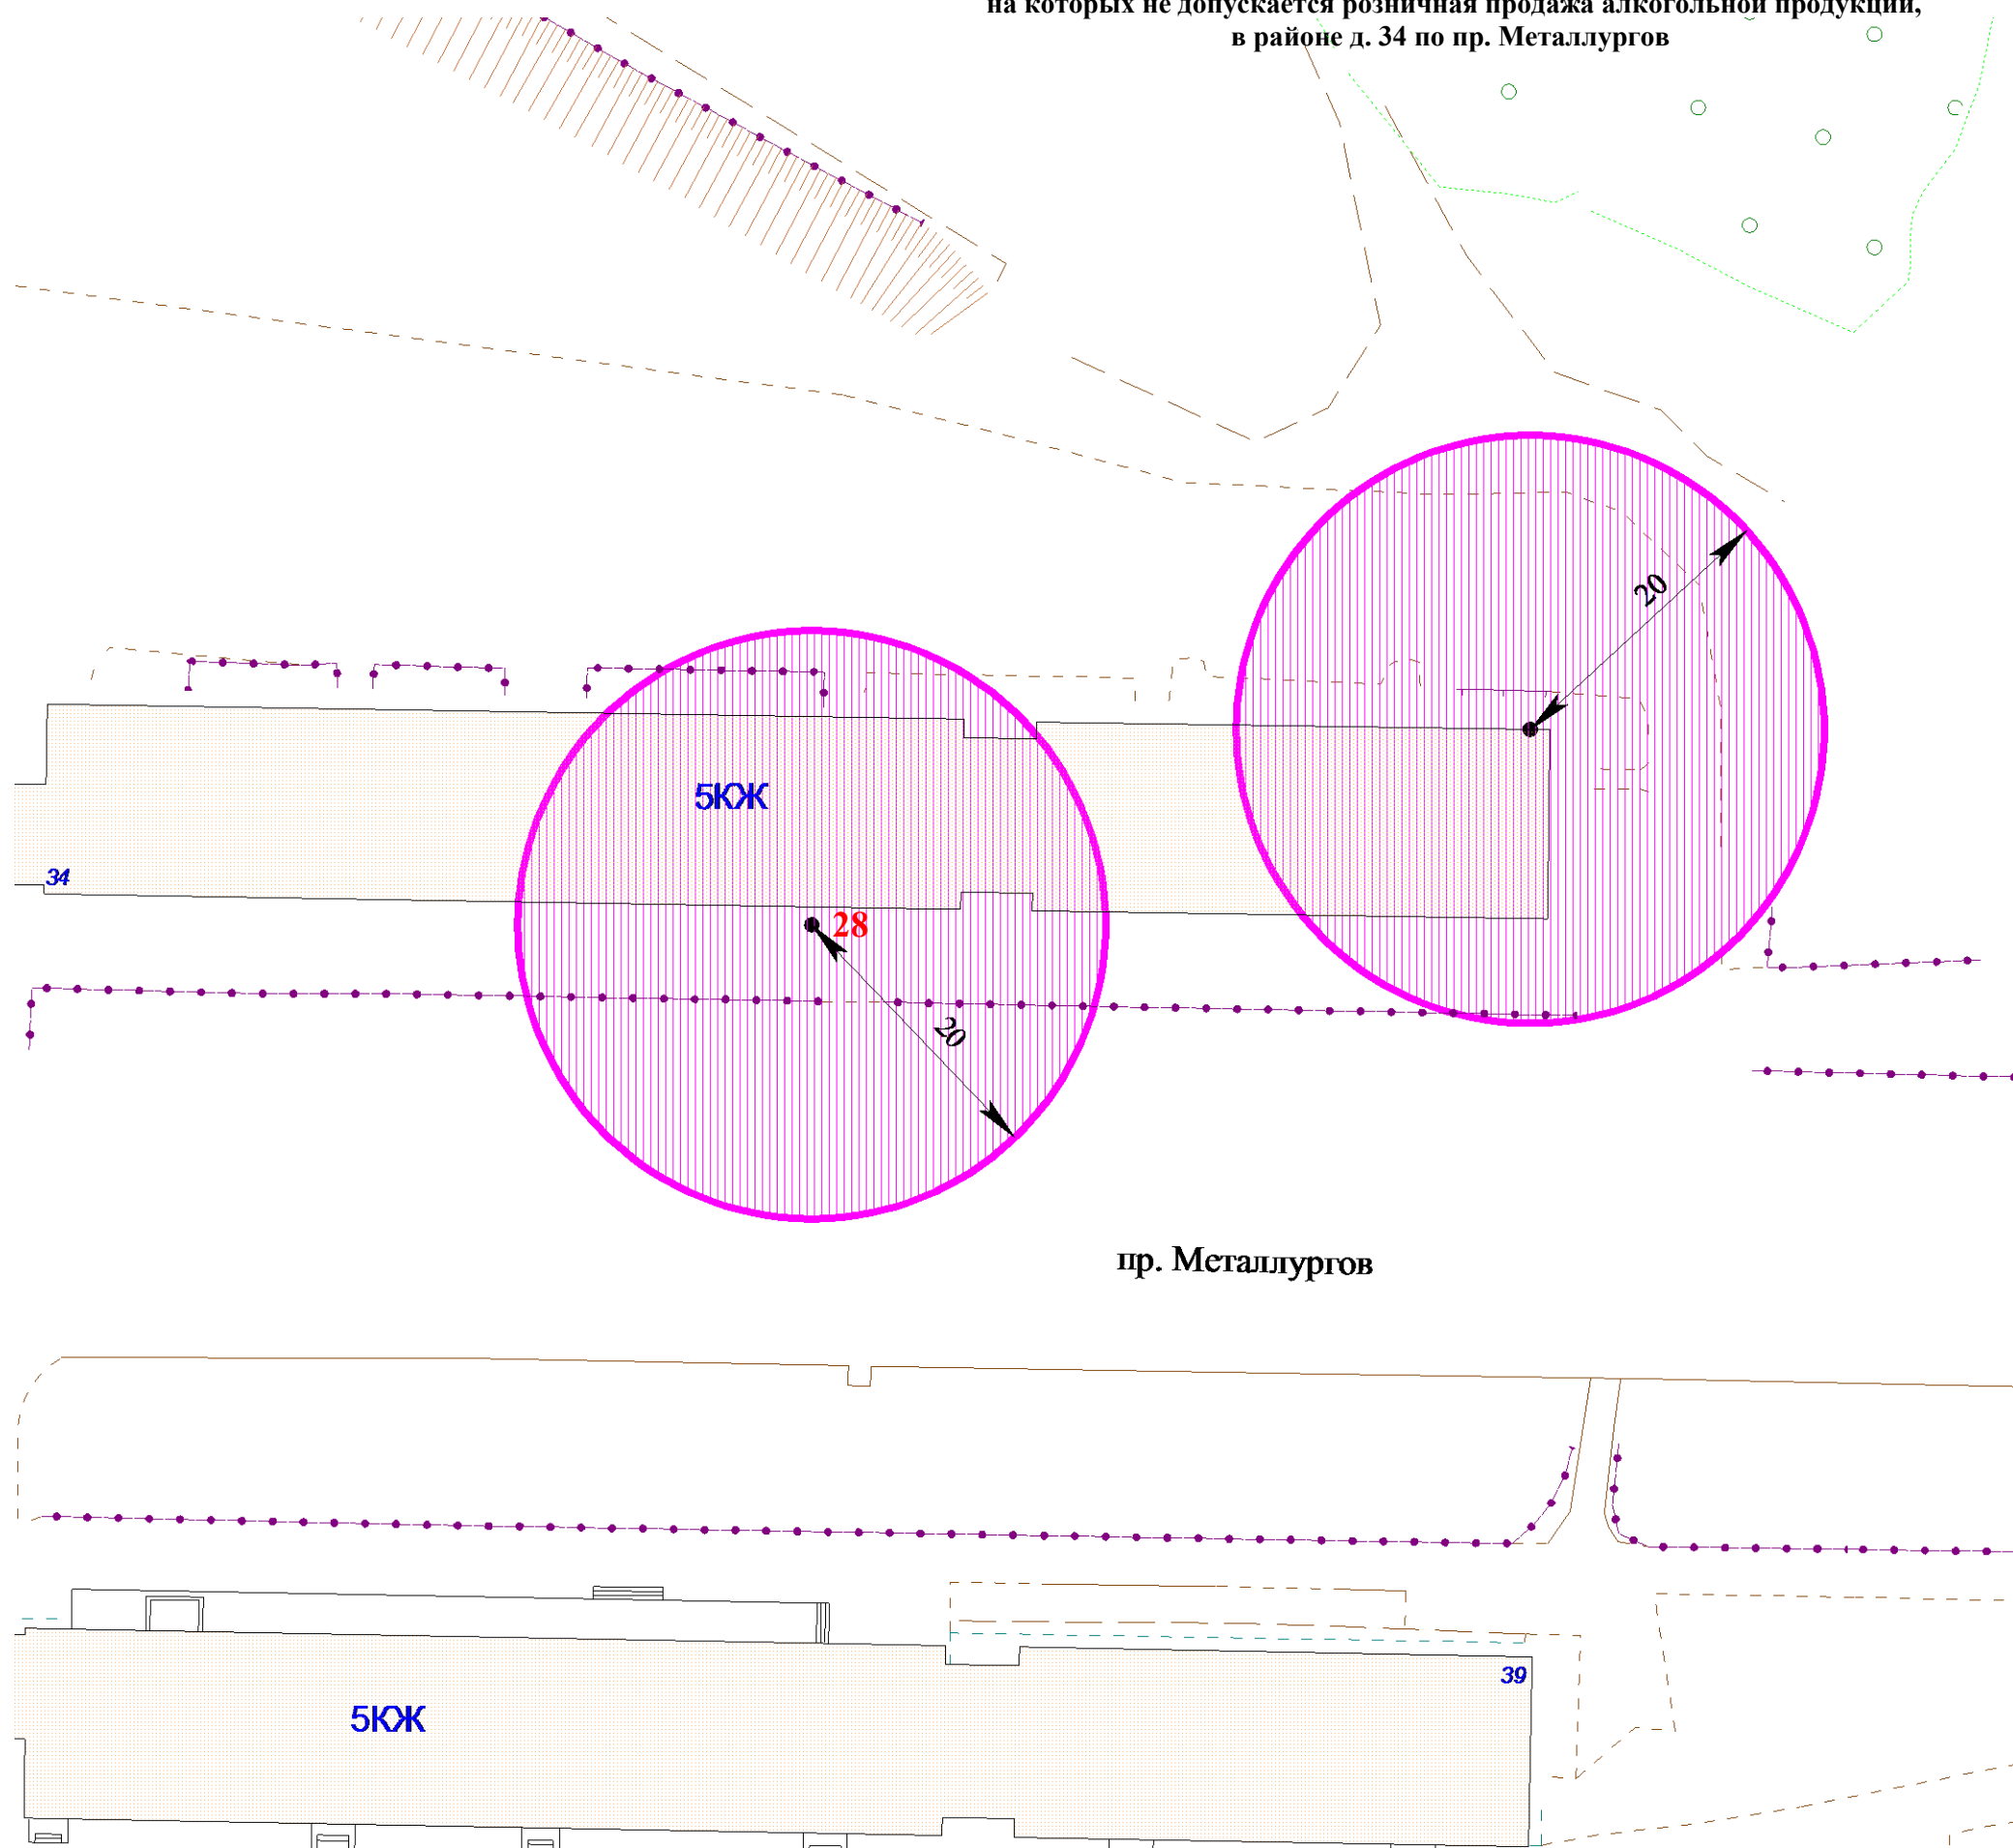 на которых не допускается розничная продажа алкогольной продукции,
в районе д. 34 по пр. Металлургов
20
5КЖ
34
28
20
пр. Металлургов
39
5КЖ